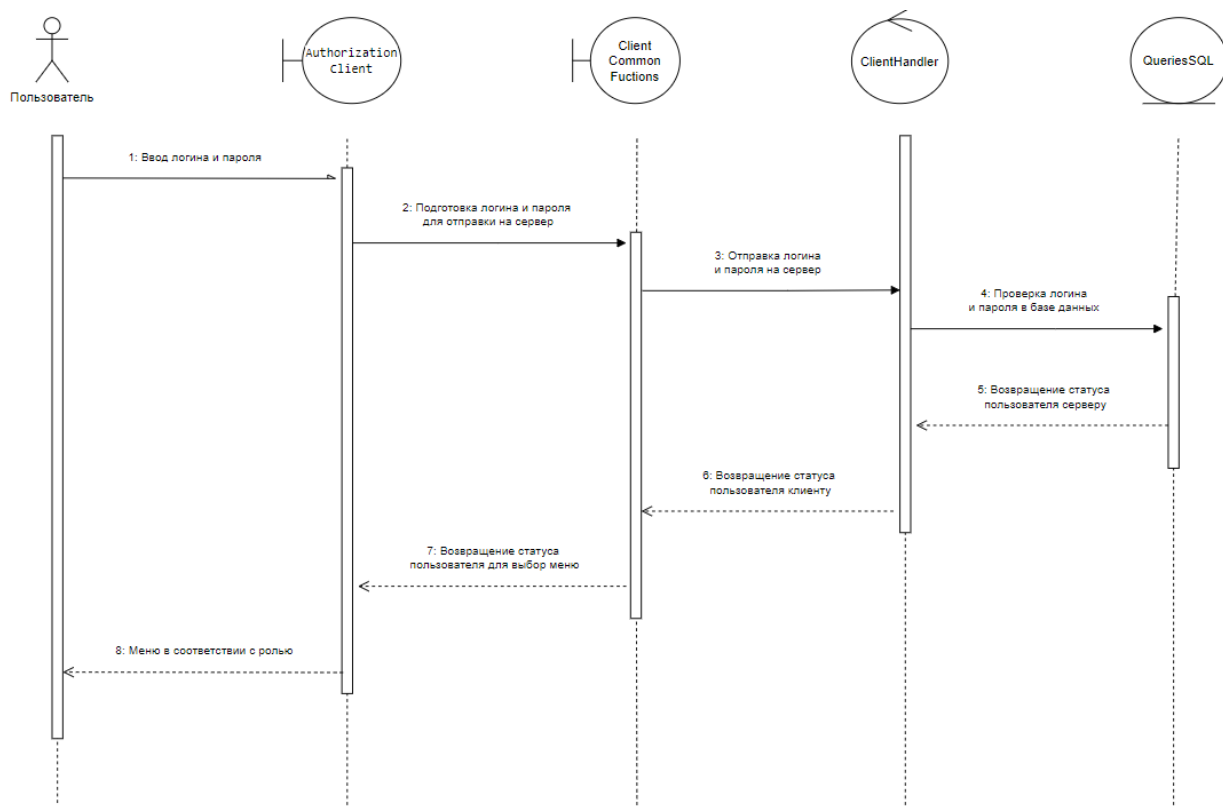 Пользователь
Authorization
Client
Client
Common
Fuctions
ClientHandler
QueriesSQL
1: Ввод логина и пароля
2: Подготовка логина и пароля
для отправки на сервер
3: Отправка логина
и пароля на сервер
4: Проверка логина
и пароля в базе данных
5: Возвращение статуса
пользователя серверу
6: Возвращение статуса
пользователя клиенту
7: Возвращение статуса
пользователя для выбор меню
8: Меню в соответствии с ролью